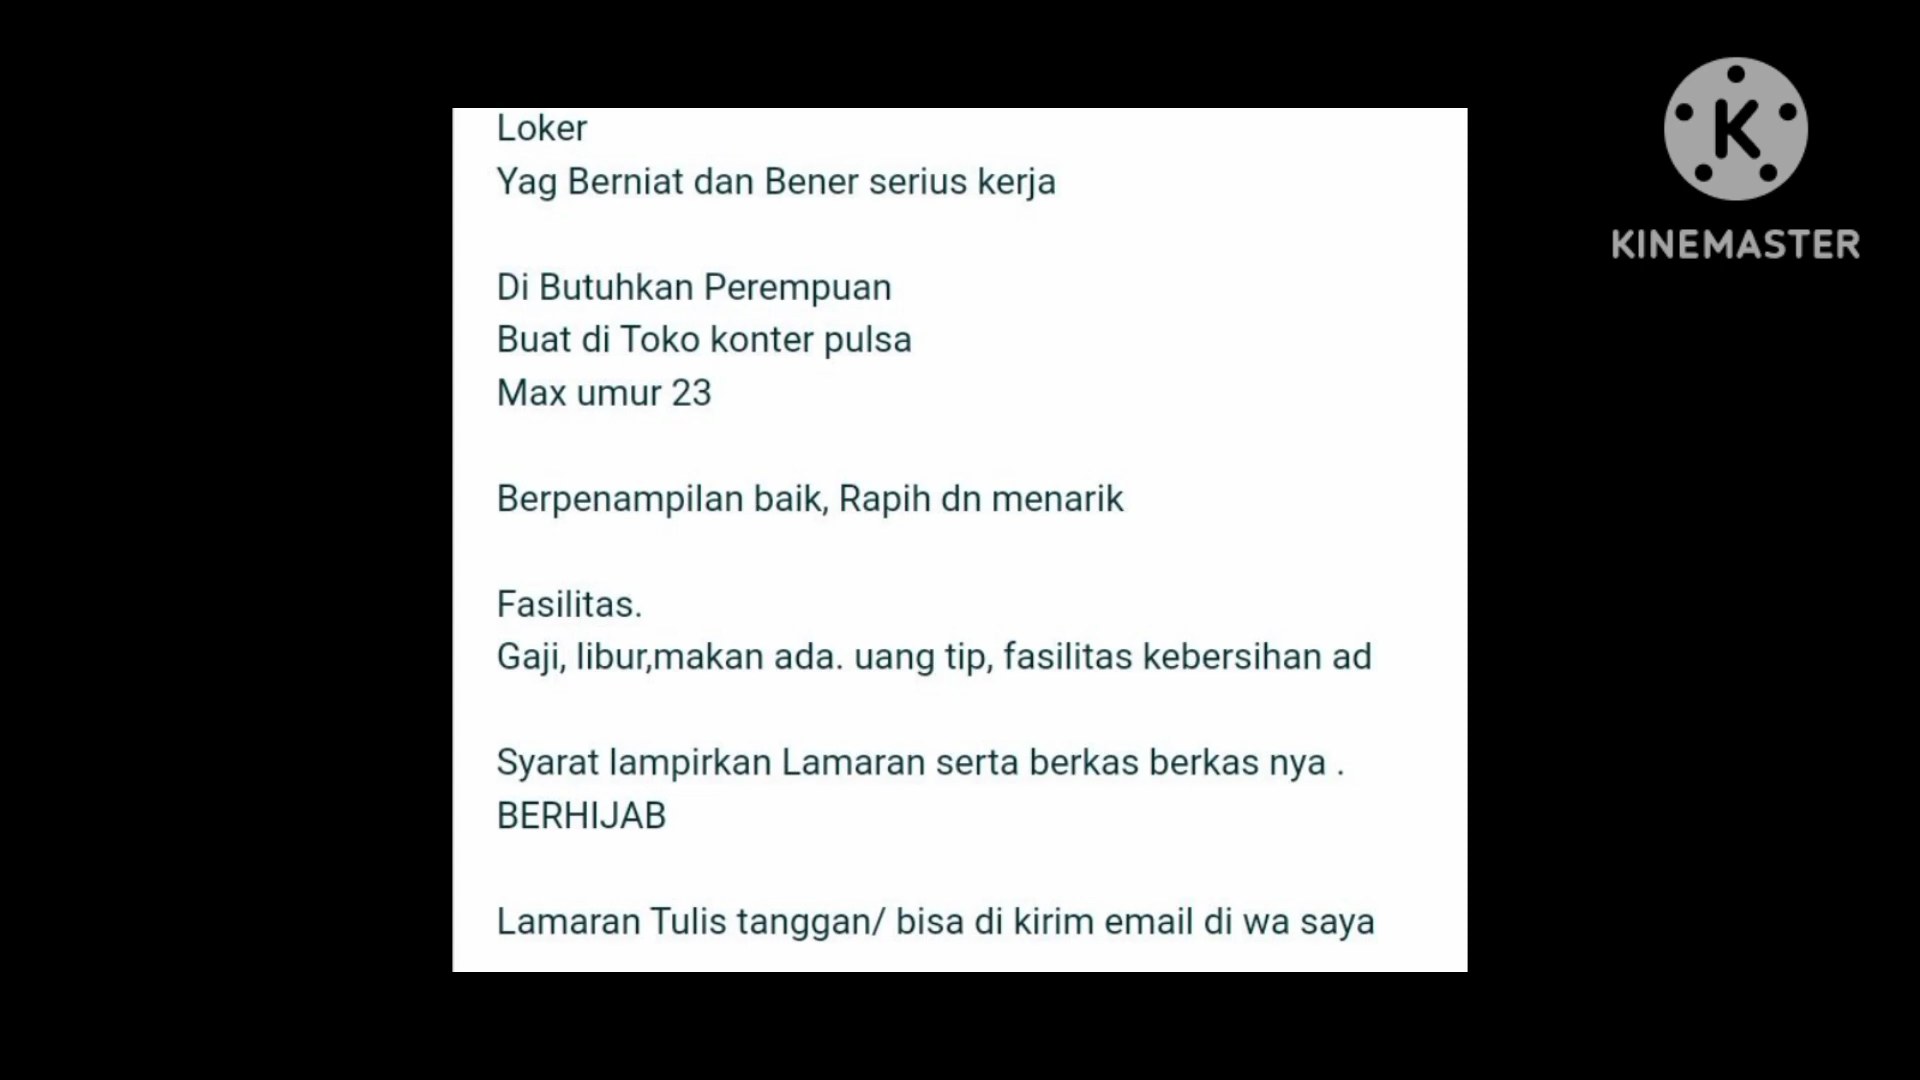 Loker
Yag Berniat dan Bener serius kerja
Di Butuhkan Perempuan
Buat di Toko konter pulsa
Max umur 23
Berpenampilan baik, Rapih dn menarik
Fasilitas.
Gaji, libur,makan ada. uang tip, fasilitas kebersihan ad
Syarat lampirkan Lamaran serta berkas berkas nya .
BERHIJAB
Lamaran Tulis tanggan/ bisa di kirim email di wa saya
K
KINEMASTER